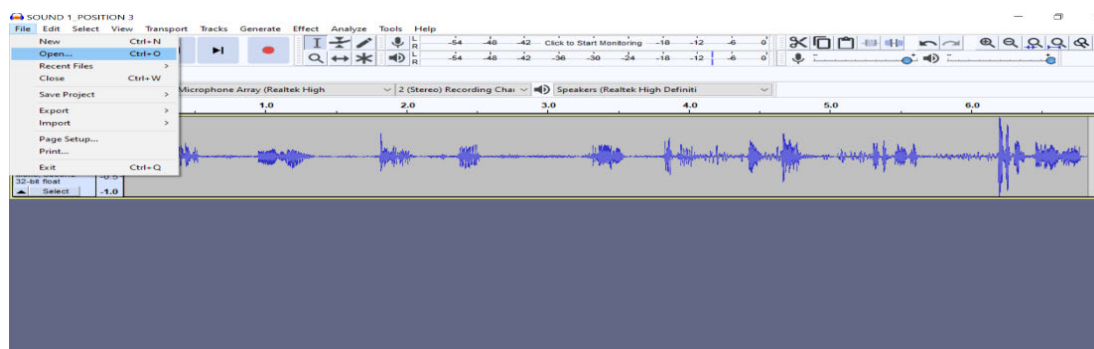 SOUND 1_POSITION 3
File Edit Select View Transport Tracks Generate Effect Analyze Tools Help
New Ctrl+N
Open... Ctrl+O
Recent Files >
Close Ctrl+W
Save Project >
Export >
Import >
Page Setup...
Print...
Exit Ctrl+Q
L R -54 -48 -42 Click to Start Monitoring -18 -12 -6 0
L R -54 -48 -42 -36 -30 -24 -18 -12 -6 0
Microphone Array (Realtek High 2 (Stereo) Recording Chai Speakers (Realtek High Definiti
1.0 2.0 3.0 4.0 5.0 6.0
32-bit float -0.5
Select -1.0